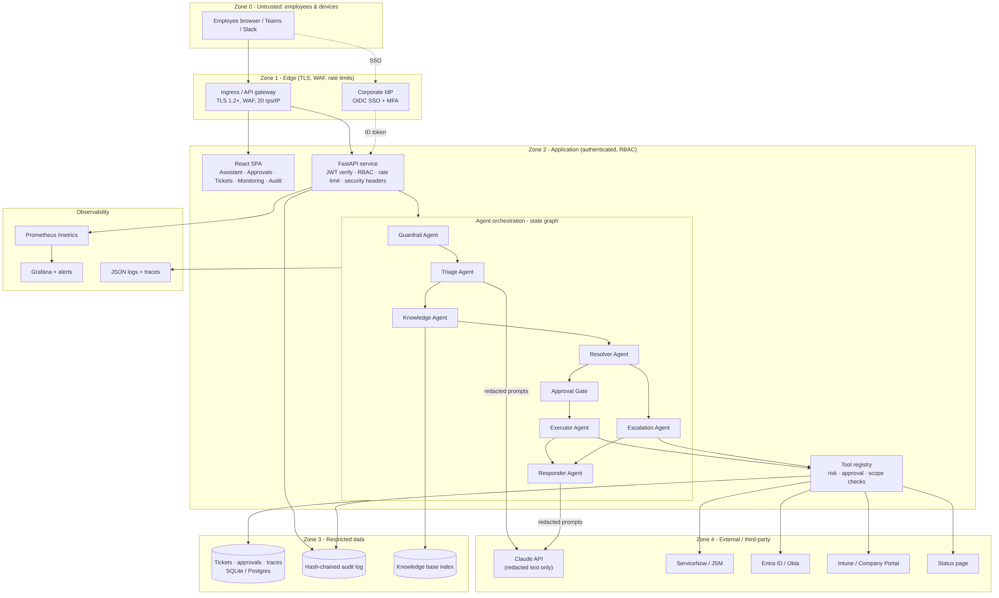 Zone 0 - Untrusted: employees & devices
Employee browser / Teams
/ Slack
SSO
Zone 1 - Edge (TLS, WAF, rate limits)
Ingress / API gateway
TLS 1.2+, WAF, 20 rps/IP
Corporate IdP
OIDC SSO + MFA
ID token
Zone 2 - Application (authenticated, RBAC)
React SPA
Assistant · Approvals ·
Tickets · Monitoring · Audit
FastAPI service
JWT verify · RBAC · rate
limit · security headers
Observability
Prometheus /metrics
Grafana + alerts
JSON logs + traces
Agent orchestration - state graph
Guardrail Agent
Triage Agent
Knowledge Agent
Resolver Agent
redacted prompts
Approval Gate
Executor Agent
Escalation Agent
Responder Agent
Tool registry
risk · approval · scope
checks
redacted prompts
Zone 3 - Restricted data
Tickets · approvals · traces
SQLite / Postgres
Hash-chained audit log
Knowledge base index
Zone 4 - External / third-party
Claude API
(redacted text only)
ServiceNow / JSM
Entra ID / Okta
Intune / Company Portal
Status page